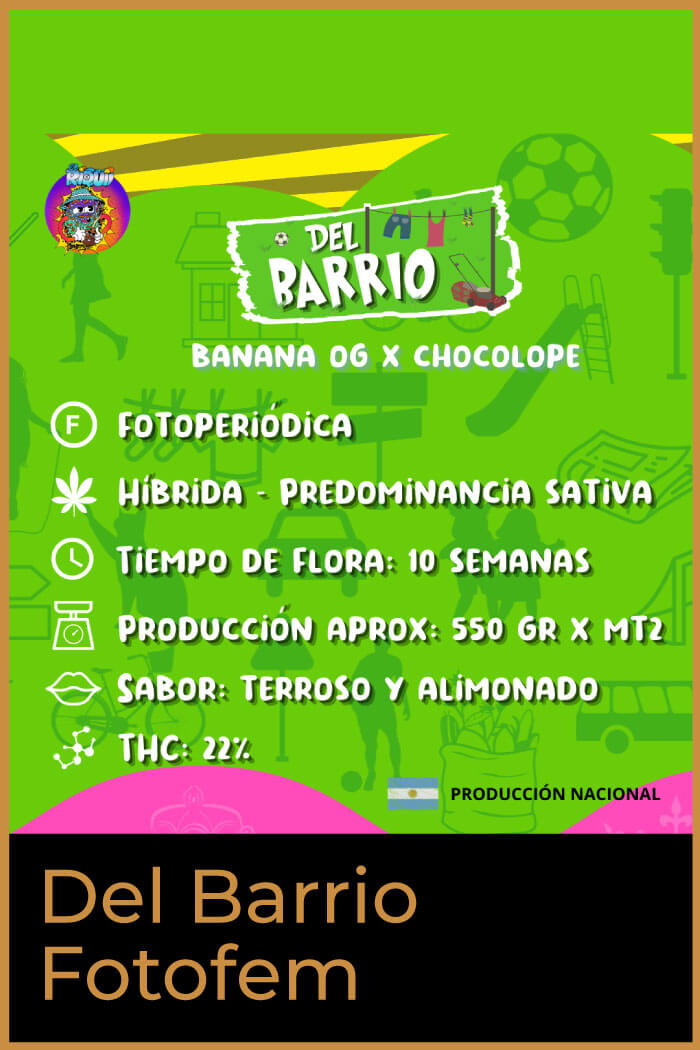 RIQUI
DEL
BARRIO
BANANA OG X CHOCOLOPE
F
FOTOPERIÓDICA
HÍBRIDA - PREDOMINANCIA SATIVA
TIEMPO DE FLORA: 10 SEMANAS
PRODUCCIÓN APROX: 550 GR X MT2
SABOR: TERROSO Y ALIMONADO
THC: 22%
PRODUCCIÓN NACIONAL
Del Barrio
Fotofem